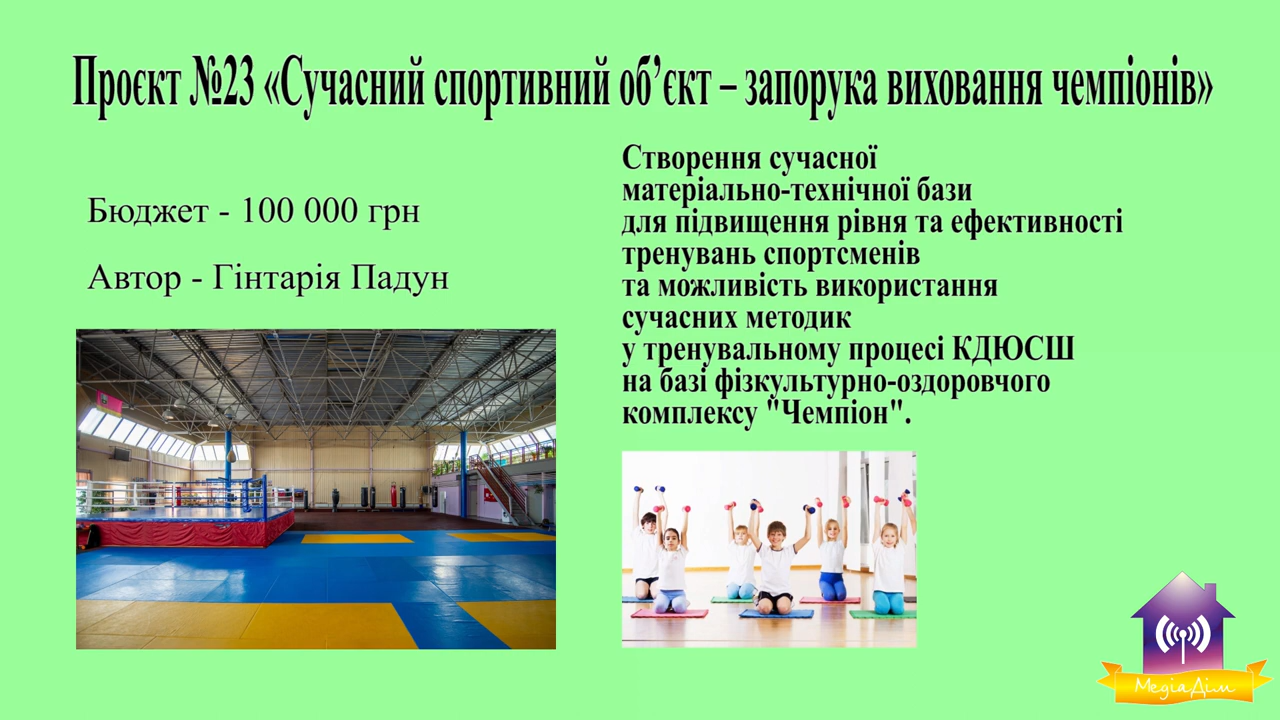 Проєкт №23 «Сучасний спортивний об’єкт – запорука виховання чемпіонів»
Бюджет - 100 000 грн
Автор - Гінтарія Падун
Створення сучасної
матеріально-технічної бази
для підвищення рівня та ефективності
тренувань спортсменів
та можливість використання
сучасних методик
у тренувальному процесі КДЮСШ
на базі фізкультурно-оздоровчого
комплексу "Чемпіон".
МедіаДім